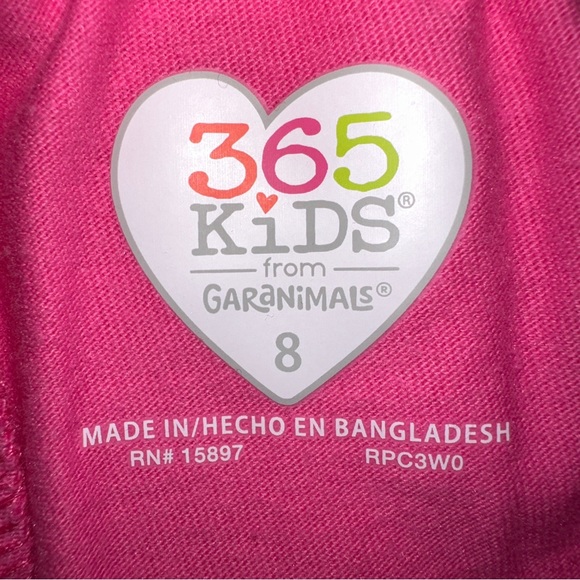 365
KiDS®
from
GARANIMALS®
8
MADE IN/HECHO EN BANGLADESH
RN# 15897 RPC3W0